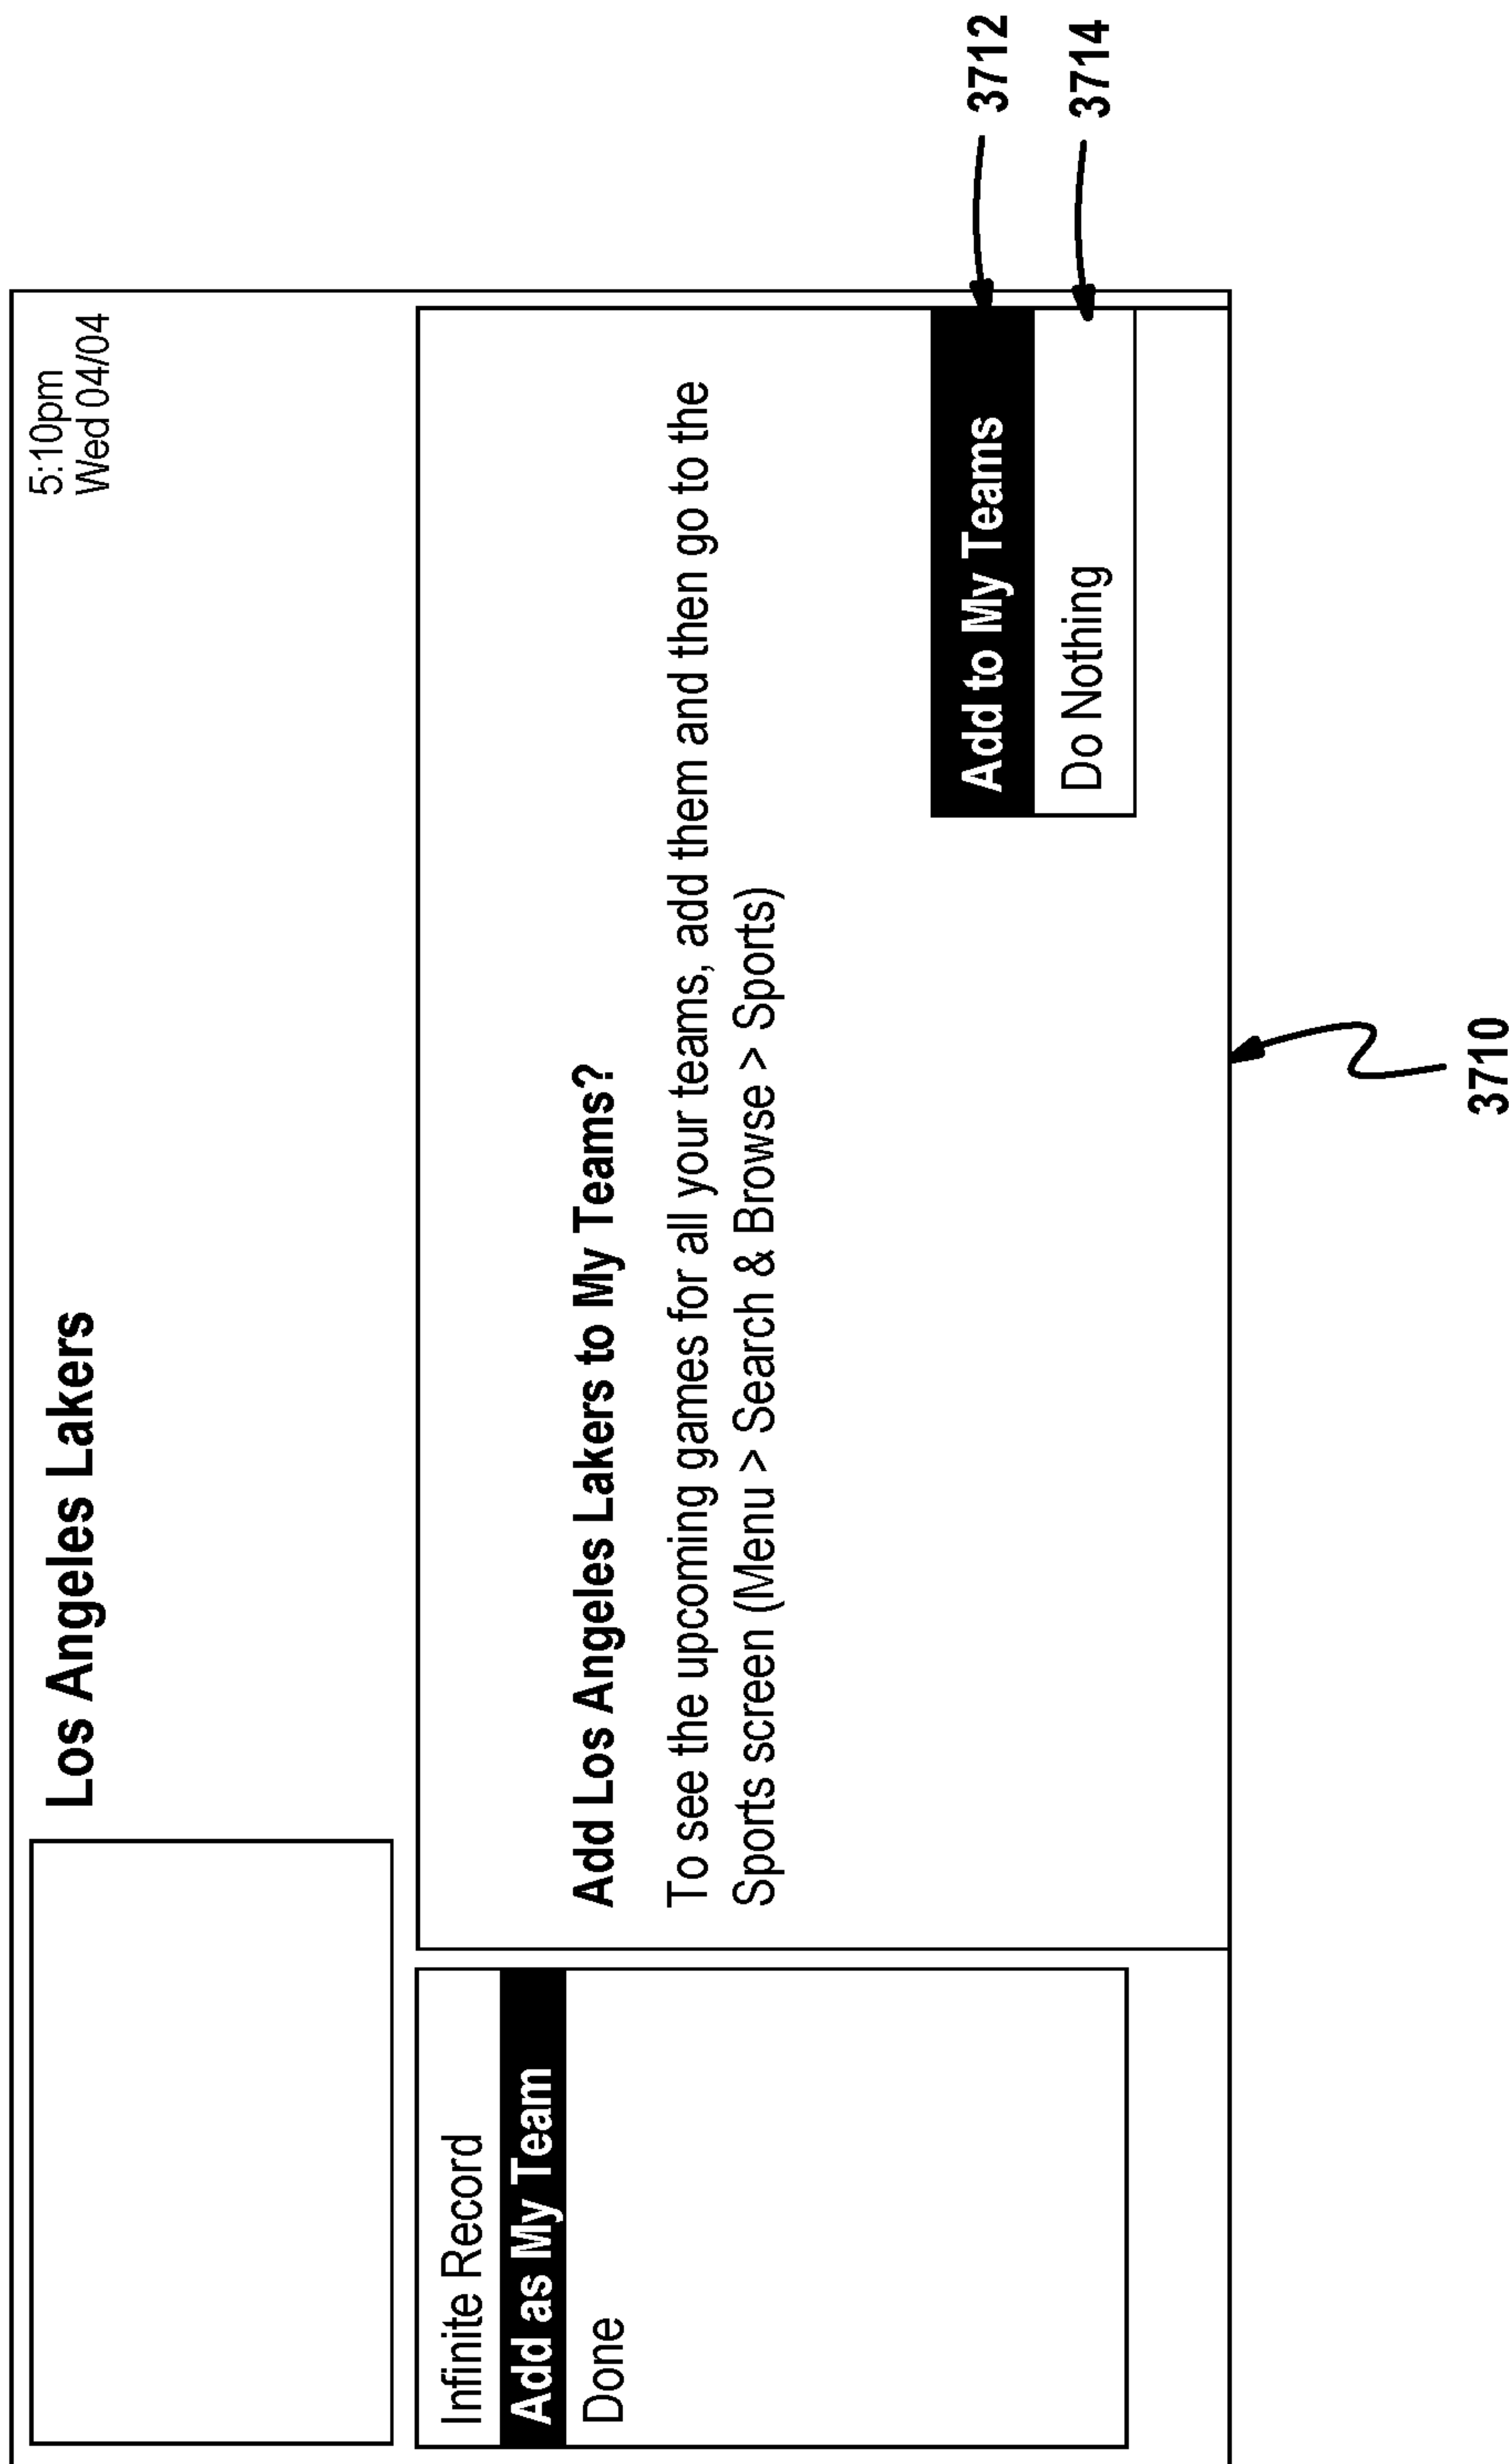 Los Angeles Lakers
5:10pm
Wed 04/04
Infinite Record
Add as My Team
Done
Add Los Angeles Lakers to My Teams?
To see the upcoming games for all your teams, add them and then go to the
Sports screen (Menu > Search & Browse > Sports)
Add to My Teams
Do Nothing
3712
3714
3710